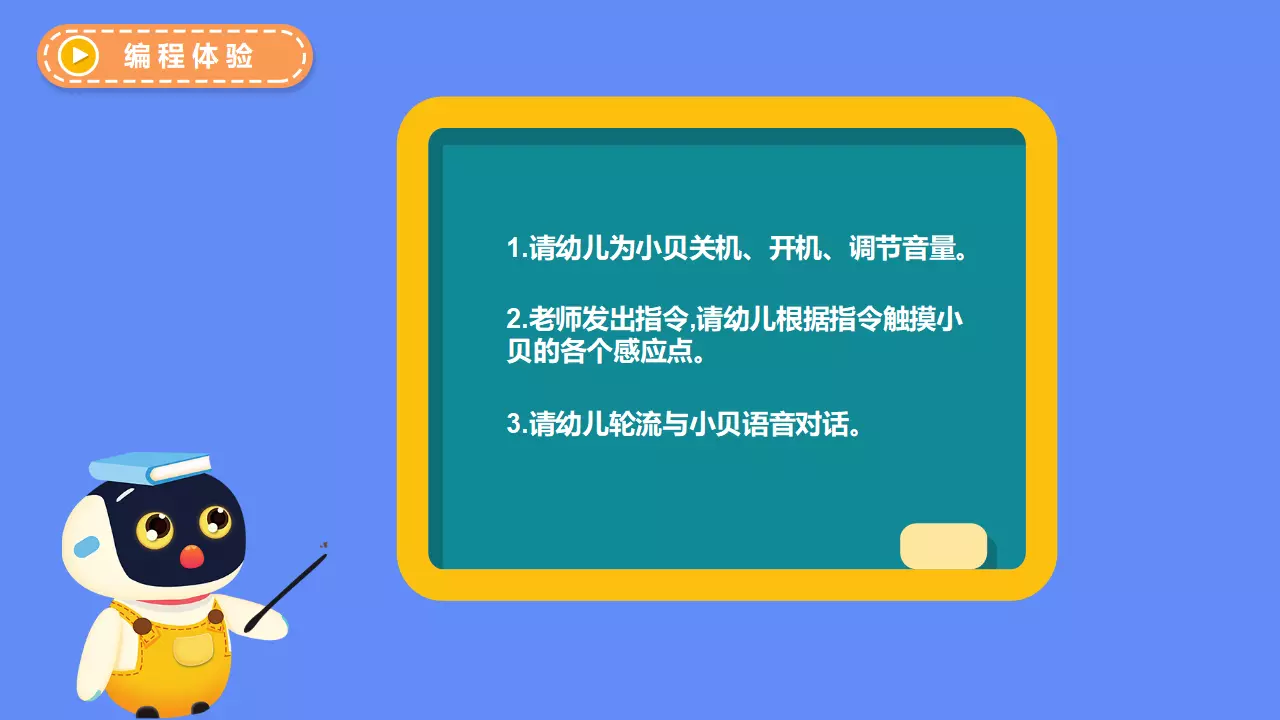 编程体验
1.请幼儿为小贝关机、开机、调节音量。
2.老师发出指令,请幼儿根据指令触摸小
贝的各个感应点。
3.请幼儿轮流与小贝语音对话。